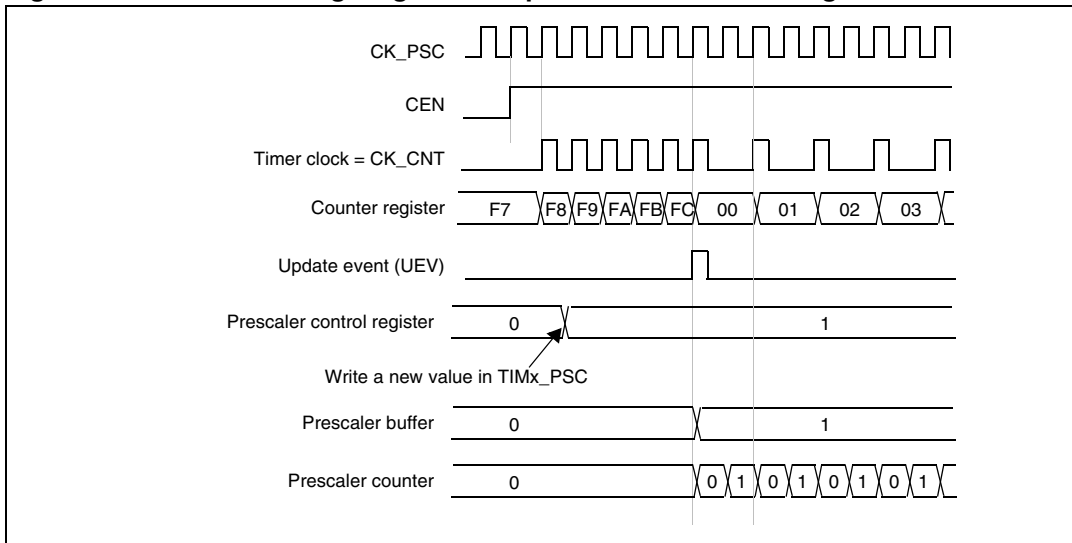 CK_PSC
CEN
Timer clock = CK_CNT
Counter register F7 F8 F9 FA FB FC 00 01 02 03
Update event (UEV)
Prescaler control register 0 1
Write a new value in TIMx_PSC
Prescaler buffer 0 1
Prescaler counter 0 0 1 0 1 0 1 0 1